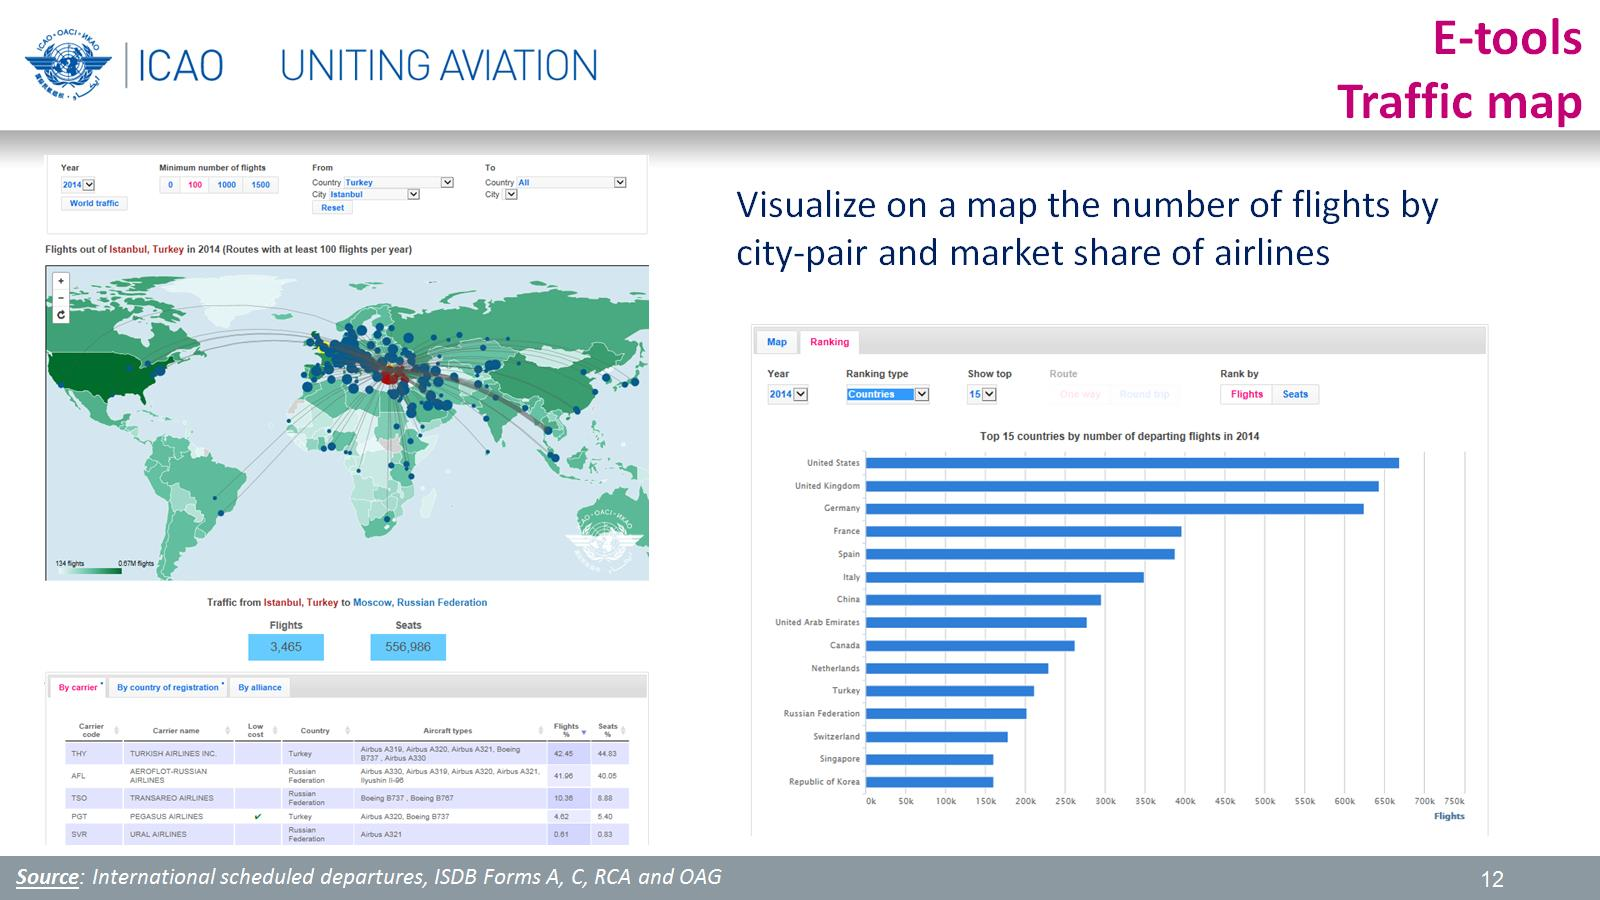 ICAO · OACI · ИКАО
ICAO
UNITING AVIATION
E-tools
Traffic map
Year
Minimum number of flights
From
To
2014
0 100 1000 1500
Country Turkey
Country All
City Istanbul
City
World traffic
Reset
Flights out of Istanbul, Turkey in 2014 (Routes with at least 100 flights per year)
+
−
134 flights
0.67M flights
ICAO · OACI · ИКАО
Traffic from Istanbul, Turkey to Moscow, Russian Federation
Flights
Seats
3,465
556,986
By carrier
By country of registration
By alliance
Carrier code Carrier name Low cost Country Aircraft types Flights % Seats %
THY TURKISH AIRLINES INC. Turkey Airbus A319, Airbus A320, Airbus A321, Boeing B737 , Airbus A330 42.45 44.83
AFL AEROFLOT-RUSSIAN AIRLINES Russian Federation Airbus A330, Airbus A319, Airbus A320, Airbus A321, Ilyushin Il-96 41.96 40.05
TSO TRANSAREO AIRLINES Russian Federation Boeing B737 , Boeing B767 10.36 8.88
PGT PEGASUS AIRLINES ✔ Turkey Airbus A320, Boeing B737 4.62 5.40
SVR URAL AIRLINES Russian Federation Airbus A321 0.61 0.83
Visualize on a map the number of flights by
city-pair and market share of airlines
Map
Ranking
Year
Ranking type
Show top
Route
Rank by
2014
Countries
15
One way
Round trip
Flights
Seats
Top 15 countries by number of departing flights in 2014
United States
United Kingdom
Germany
France
Spain
Italy
China
United Arab Emirates
Canada
Netherlands
Turkey
Russian Federation
Switzerland
Singapore
Republic of Korea
0k 50k 100k 150k 200k 250k 300k 350k 400k 450k 500k 550k 600k 650k 700k 750k
Flights
Source: International scheduled departures, ISDB Forms A, C, RCA and OAG
12